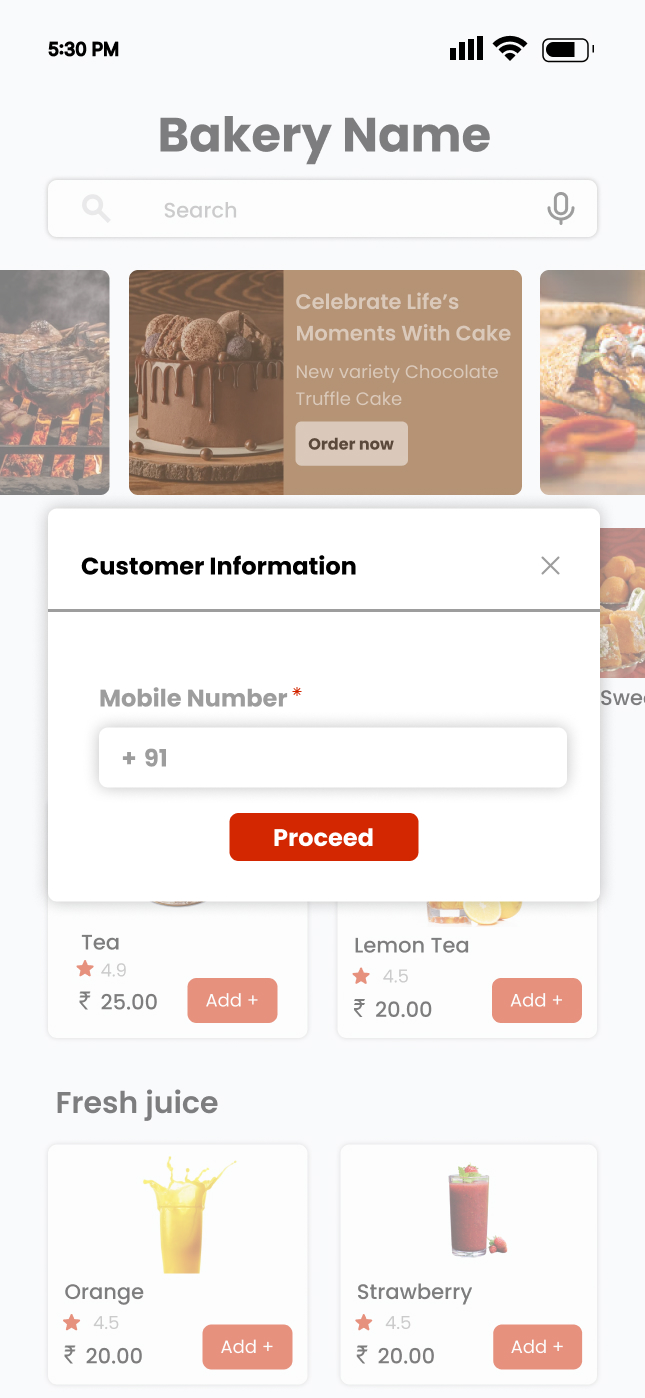 5:30 PM
Bakery Name
Search
Celebrate Life’s
Moments With Cake
New variety Chocolate
Truffle Cake
Order now
Customer Information
Mobile Number *
+ 91
Proceed
Swee
Tea
4.9
₹ 25.00
Add +
Lemon Tea
4.5
₹ 20.00
Add +
Fresh juice
Orange
4.5
₹ 20.00
Add +
Strawberry
4.5
₹ 20.00
Add +